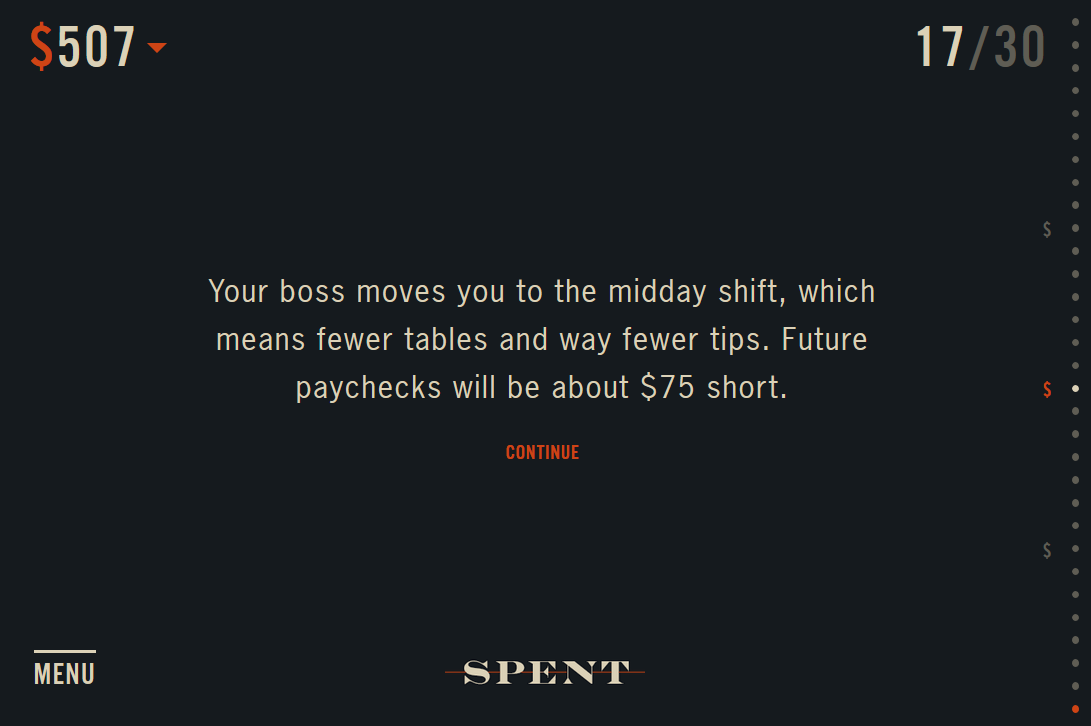 $507
17/30
$
Your boss moves you to the midday shift, which
means fewer tables and way fewer tips. Future
paychecks will be about $75 short.
$
CONTINUE
$
MENU
SPENT